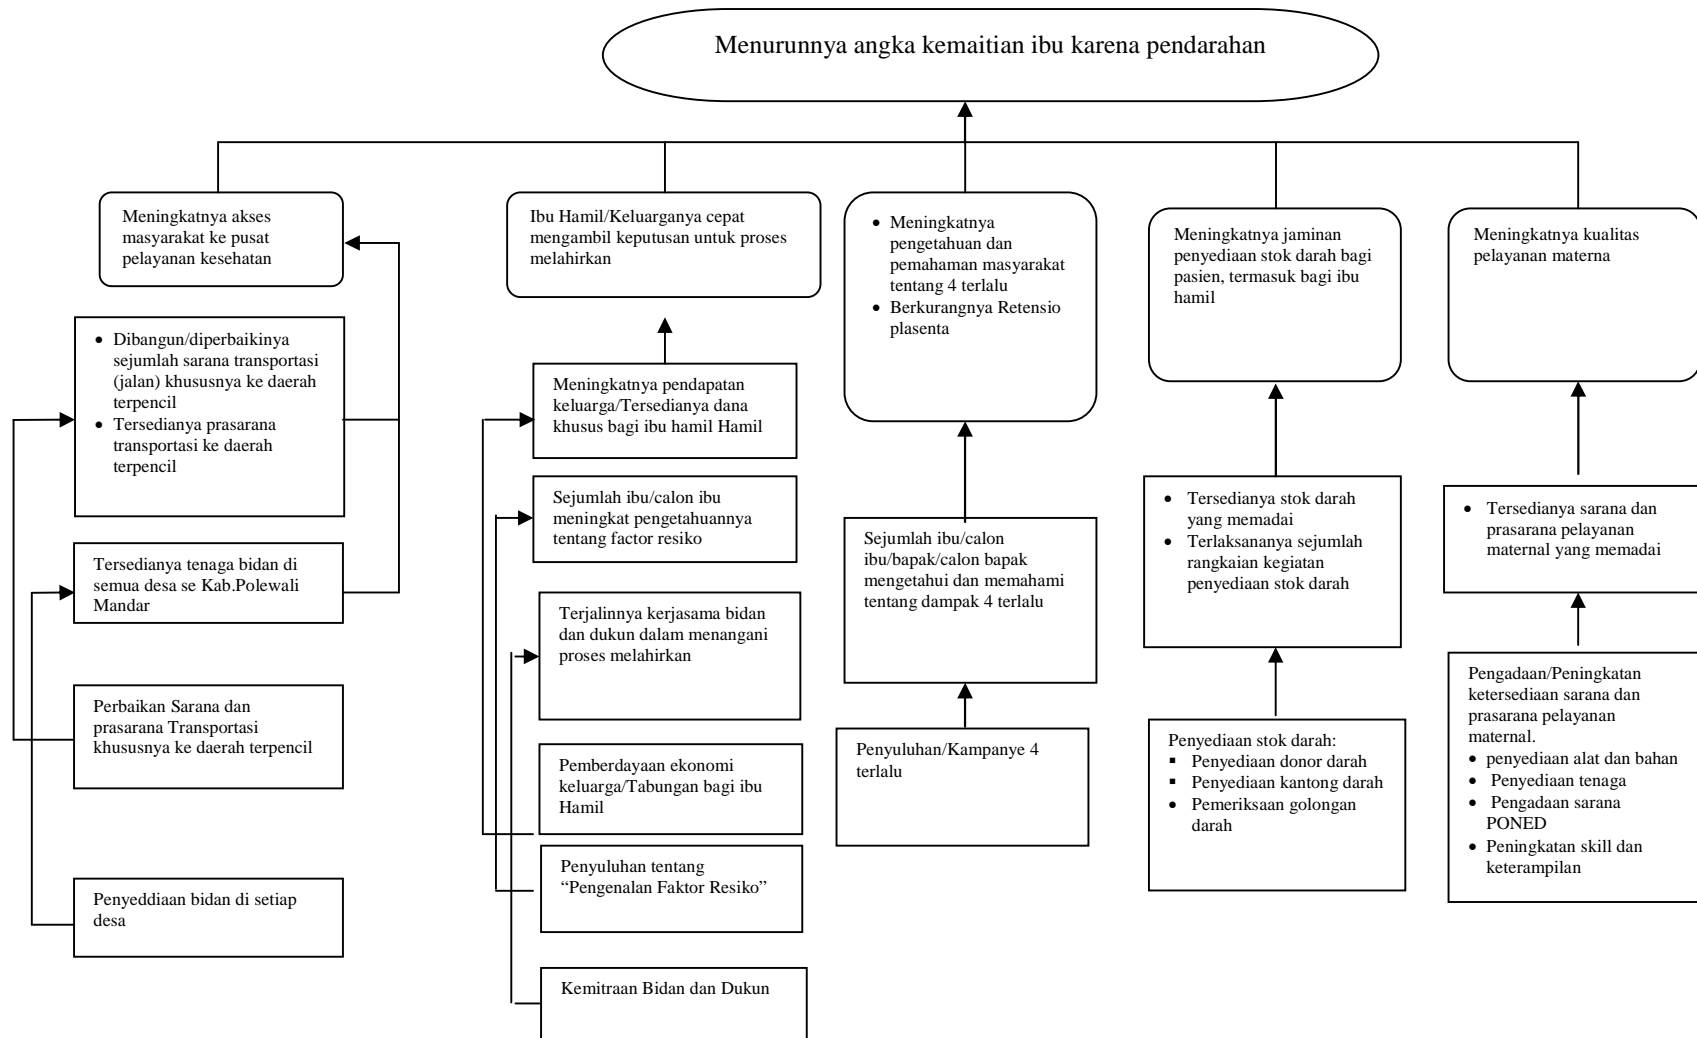 Menurunnya angka kemaitian ibu karena pendarahan
Meningkatnya akses
masyarakat ke pusat
pelayanan kesehatan
Ibu Hamil/Keluarganya cepat
mengambil keputusan untuk proses
melahirkan
• Meningkatnya
pengetahuan dan
pemahaman masyarakat
tentang 4 terlalu
• Berkurangnya Retensio
plasenta
Meningkatnya jaminan
penyediaan stok darah bagi
pasien, termasuk bagi ibu
hamil
Meningkatnya kualitas
pelayanan materna
• Dibangun/diperbaikinya
sejumlah sarana transportasi
(jalan) khususnya ke daerah
terpencil
• Tersedianya prasarana
transportasi ke daerah
terpencil
Meningkatnya pendapatan
keluarga/Tersedianya dana
khusus bagi ibu hamil Hamil
Sejumlah ibu/calon ibu
meningkat pengetahuannya
tentang factor resiko
Sejumlah ibu/calon
ibu/bapak/calon bapak
mengetahui dan memahami
tentang dampak 4 terlalu
• Tersedianya stok darah
yang memadai
• Terlaksananya sejumlah
rangkaian kegiatan
penyediaan stok darah
• Tersedianya sarana dan
prasarana pelayanan
maternal yang memadai
Tersedianya tenaga bidan di
semua desa se Kab.Polewali
Mandar
Terjalinnya kerjasama bidan
dan dukun dalam menangani
proses melahirkan
Perbaikan Sarana dan
prasarana Transportasi
khususnya ke daerah terpencil
Pemberdayaan ekonomi
keluarga/Tabungan bagi ibu
Hamil
Penyuluhan/Kampanye 4
terlalu
Penyediaan stok darah:
▪ Penyediaan donor darah
▪ Penyediaan kantong darah
• Pemeriksaan golongan
darah
Pengadaan/Peningkatan
ketersediaan sarana dan
prasarana pelayanan
maternal.
• penyediaan alat dan bahan
• Penyediaan tenaga
• Pengadaan sarana
PONED
• Peningkatan skill dan
keterampilan
Penyeddiaan bidan di setiap
desa
Penyuluhan tentang
“Pengenalan Faktor Resiko”
Kemitraan Bidan dan Dukun